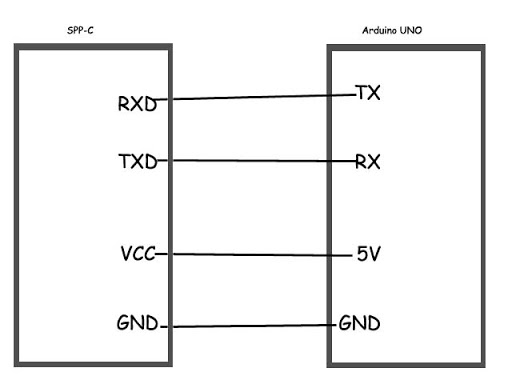 SPP-C
Arduino UNO
RXD
TX
TXD
RX
VCC
5V
GND
GND